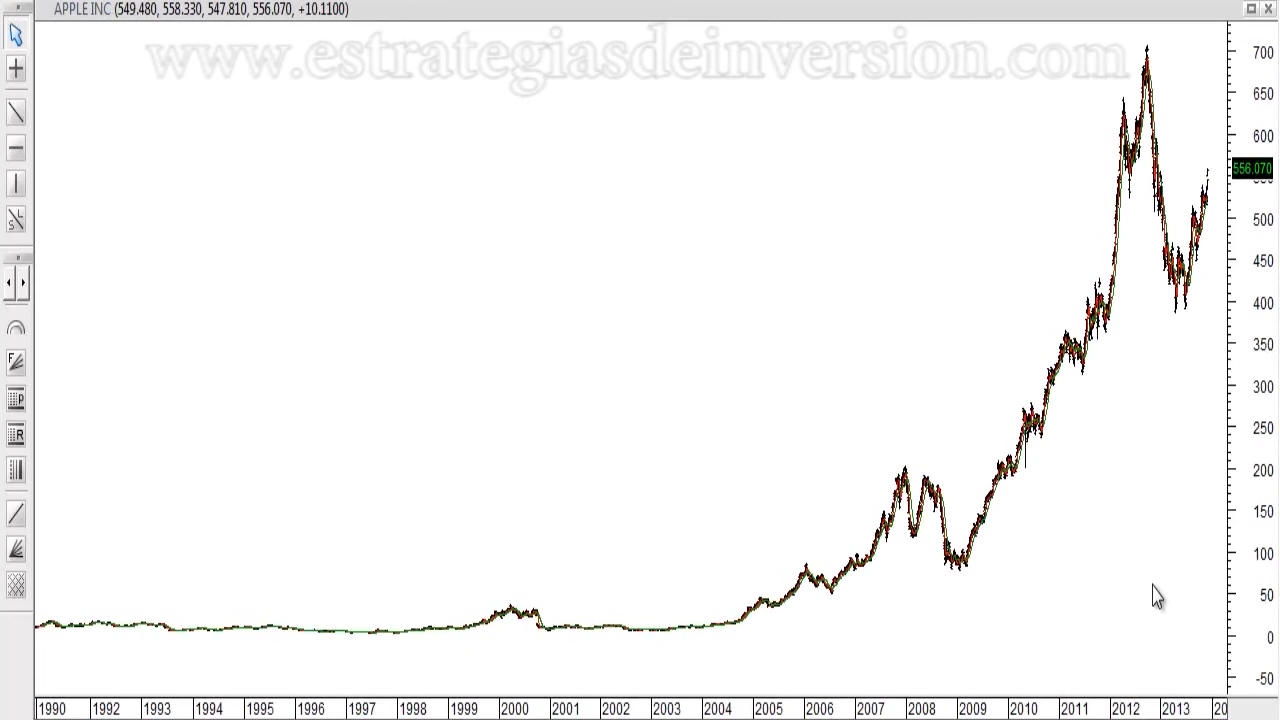 APPLE INC (549.480, 558.330, 547.810, 556.070, +10.1100)
www.estrategiasdeinversion.com
700
650
600
556.070
500
450
400
350
300
250
200
150
100
50
0
-50
F
P
R
S L
1990 1992 1993 1994 1995 1996 1997 1998 1999 2000 2001 2002 2003 2004 2005 2006 2007 2008 2009 2010 2011 2012 2013 20